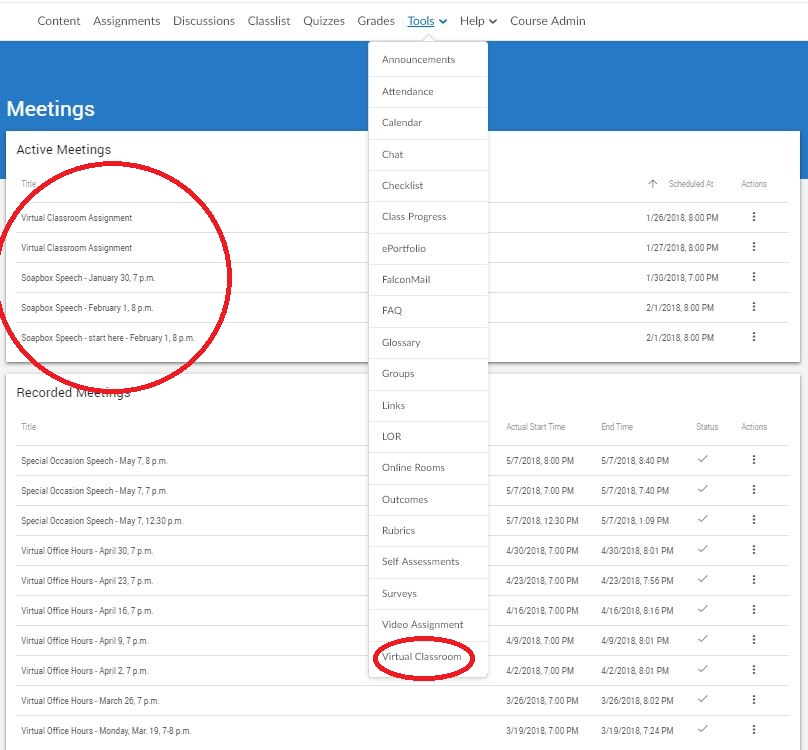 Content Assignments Discussions Classlist Quizzes Grades Tools Help Course Admin
Announcements
Attendance
Calendar
Chat
Checklist
Class Progress
ePortfolio
FalconMail
FAQ
Glossary
Groups
Links
LOR
Online Rooms
Outcomes
Rubrics
Self Assessments
Surveys
Video Assignment
Virtual Classroom
Meetings
Active Meetings
Title Scheduled At Actions
Virtual Classroom Assignment 1/26/2018, 8:00 PM
Virtual Classroom Assignment 1/27/2018, 8:00 PM
Soapbox Speech - January 30, 7 p.m. 1/30/2018, 7:00 PM
Soapbox Speech - February 1, 8 p.m. 2/1/2018, 8:00 PM
Soapbox Speech - start here - February 1, 8 p.m. 2/1/2018, 8:00 PM
Recorded Meetings
Title Actual Start Time End Time Status Actions
Special Occasion Speech - May 7, 8 p.m. 5/7/2018, 8:00 PM 5/7/2018, 8:40 PM
Special Occasion Speech - May 7, 7 p.m. 5/7/2018, 7:00 PM 5/7/2018, 7:40 PM
Special Occasion Speech - May 7, 12:30 p.m. 5/7/2018, 12:30 PM 5/7/2018, 1:09 PM
Virtual Office Hours - April 30, 7 p.m. 4/30/2018, 7:00 PM 4/30/2018, 8:01 PM
Virtual Office Hours - April 23, 7 p.m. 4/23/2018, 7:00 PM 4/23/2018, 7:56 PM
Virtual Office Hours - April 16, 7 p.m. 4/16/2018, 7:00 PM 4/16/2018, 8:16 PM
Virtual Office Hours - April 9, 7 p.m. 4/9/2018, 7:00 PM 4/9/2018, 8:01 PM
Virtual Office Hours - April 2, 7 p.m. 4/2/2018, 7:00 PM 4/2/2018, 8:01 PM
Virtual Office Hours - March 26, 7 p.m. 3/26/2018, 7:00 PM 3/26/2018, 8:02 PM
Virtual Office Hours - Monday, Mar. 19, 7-8 p.m. 3/19/2018, 7:00 PM 3/19/2018, 7:24 PM